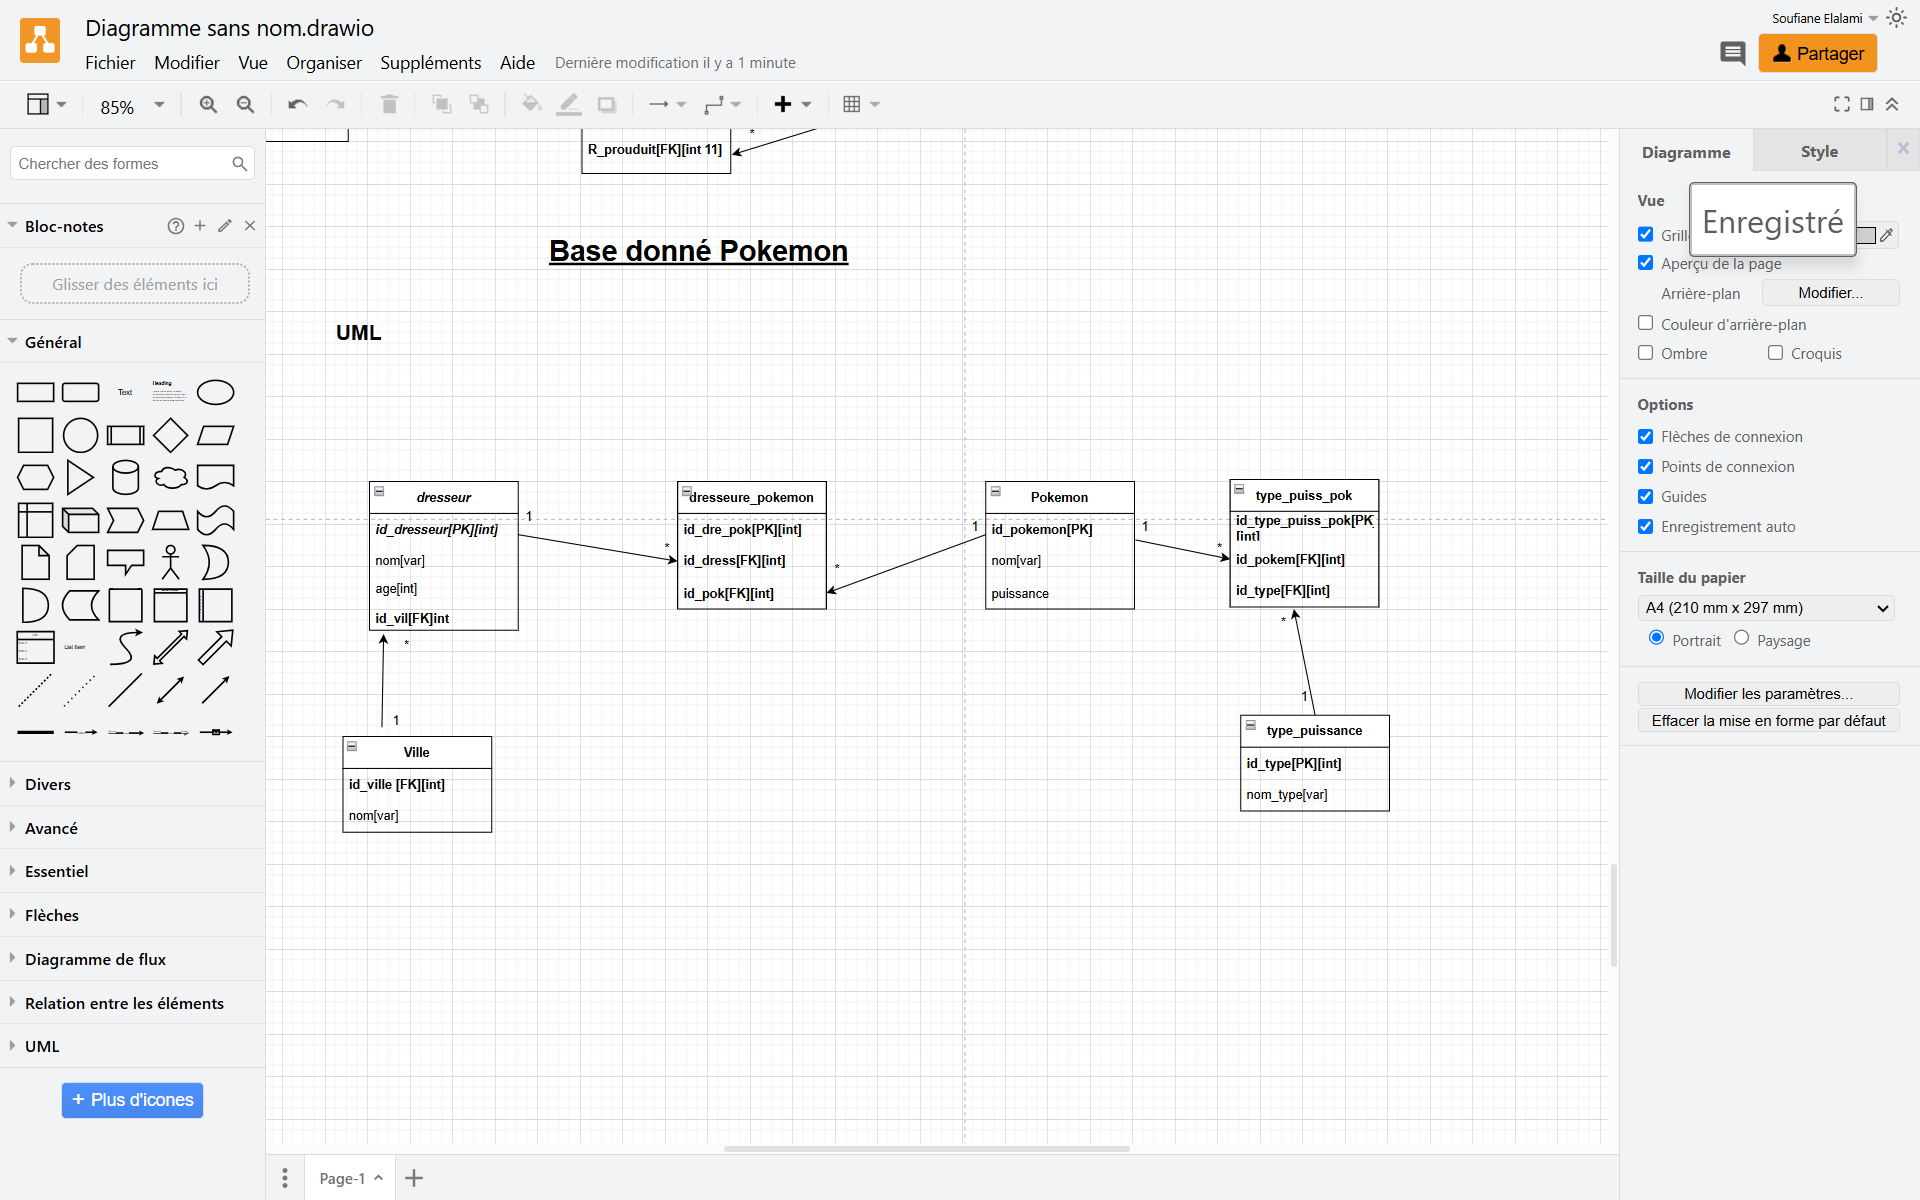 Diagramme sans nom.drawio
Soufiane Elalami
Fichier Modifier Vue Organiser Suppléments Aide Dernière modification il y a 1 minute
Partager
85%
Chercher des formes
Bloc-notes
Glisser des éléments ici
Général
Text
Heading
List Item
Divers
Avancé
Essentiel
Flèches
Diagramme de flux
Relation entre les éléments
UML
+ Plus d'icones
R_prouduit[FK][int 11]
*
Base donné Pokemon
UML
dresseur
id_dresseur[PK][int]
nom[var]
age[int]
id_vil[FK]int
1
*
*
1
Ville
id_ville [FK][int]
nom[var]
dresseure_pokemon
id_dre_pok[PK][int]
id_dress[FK][int]
id_pok[FK][int]
*
1
Pokemon
id_pokemon[PK]
nom[var]
puissance
1
*
type_puiss_pok
id_type_puiss_pok[PK]
[int]
id_pokem[FK][int]
id_type[FK][int]
*
1
type_puissance
id_type[PK][int]
nom_type[var]
Page-1
Diagramme
Style
Vue
Enregistré
Grill
Aperçu de la page
Arrière-plan
Modifier...
Couleur d'arrière-plan
Ombre
Croquis
Options
Flèches de connexion
Points de connexion
Guides
Enregistrement auto
Taille du papier
A4 (210 mm x 297 mm)
Portrait
Paysage
Modifier les paramètres...
Effacer la mise en forme par défaut